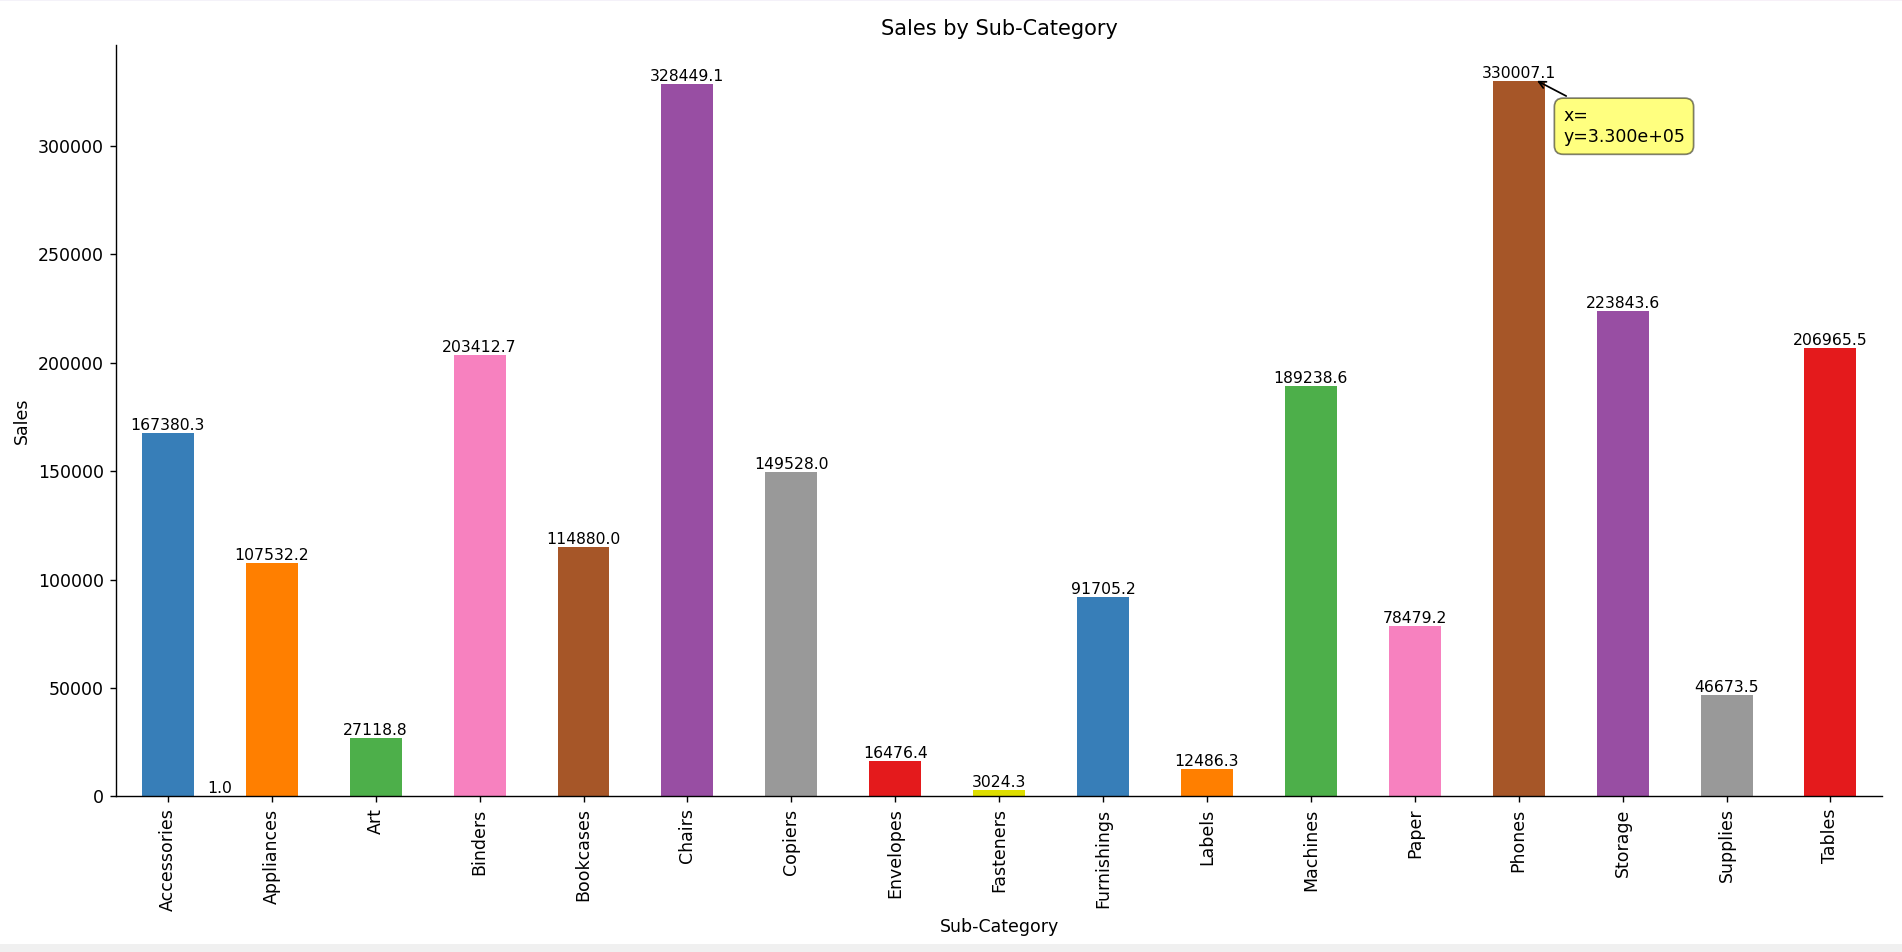 Sales by Sub-Category
328449.1
330007.1
x=
y=3.300e+05
300000
250000
223843.6
203412.7
206965.5
200000
189238.6
167380.3
Sales
149528.0
150000
107532.2
114880.0
100000
91705.2
78479.2
50000
46673.5
27118.8
16476.4
12486.3
3024.3
1.0
0
Accessories
Appliances
Art
Binders
Bookcases
Chairs
Copiers
Envelopes
Fasteners
Furnishings
Labels
Machines
Paper
Phones
Storage
Supplies
Tables
Sub-Category